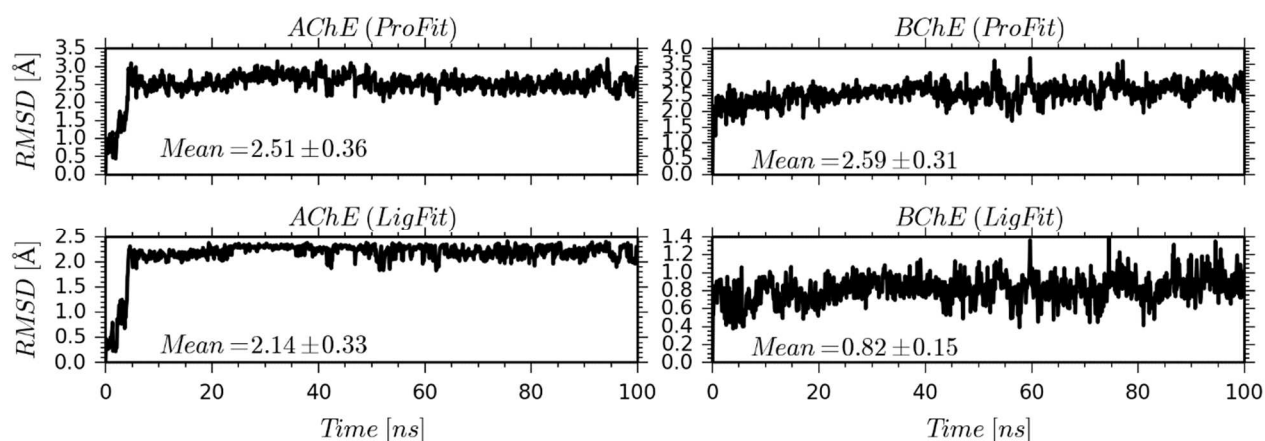 AChE (ProFit)
BChE (ProFit)
RMSD [Å]
3.5
3.0
2.5
2.0
1.5
1.0
0.5
0.0
Mean = 2.51 ± 0.36
4.0
3.5
3.0
2.5
2.0
1.5
1.0
0.5
0.0
Mean = 2.59 ± 0.31
AChE (LigFit)
BChE (LigFit)
RMSD [Å]
2.5
2.0
1.5
1.0
0.5
0.0
Mean = 2.14 ± 0.33
0 20 40 60 80 100
Time [ns]
1.4
1.2
1.0
0.8
0.6
0.4
0.2
0.0
Mean = 0.82 ± 0.15
0 20 40 60 80 100
Time [ns]